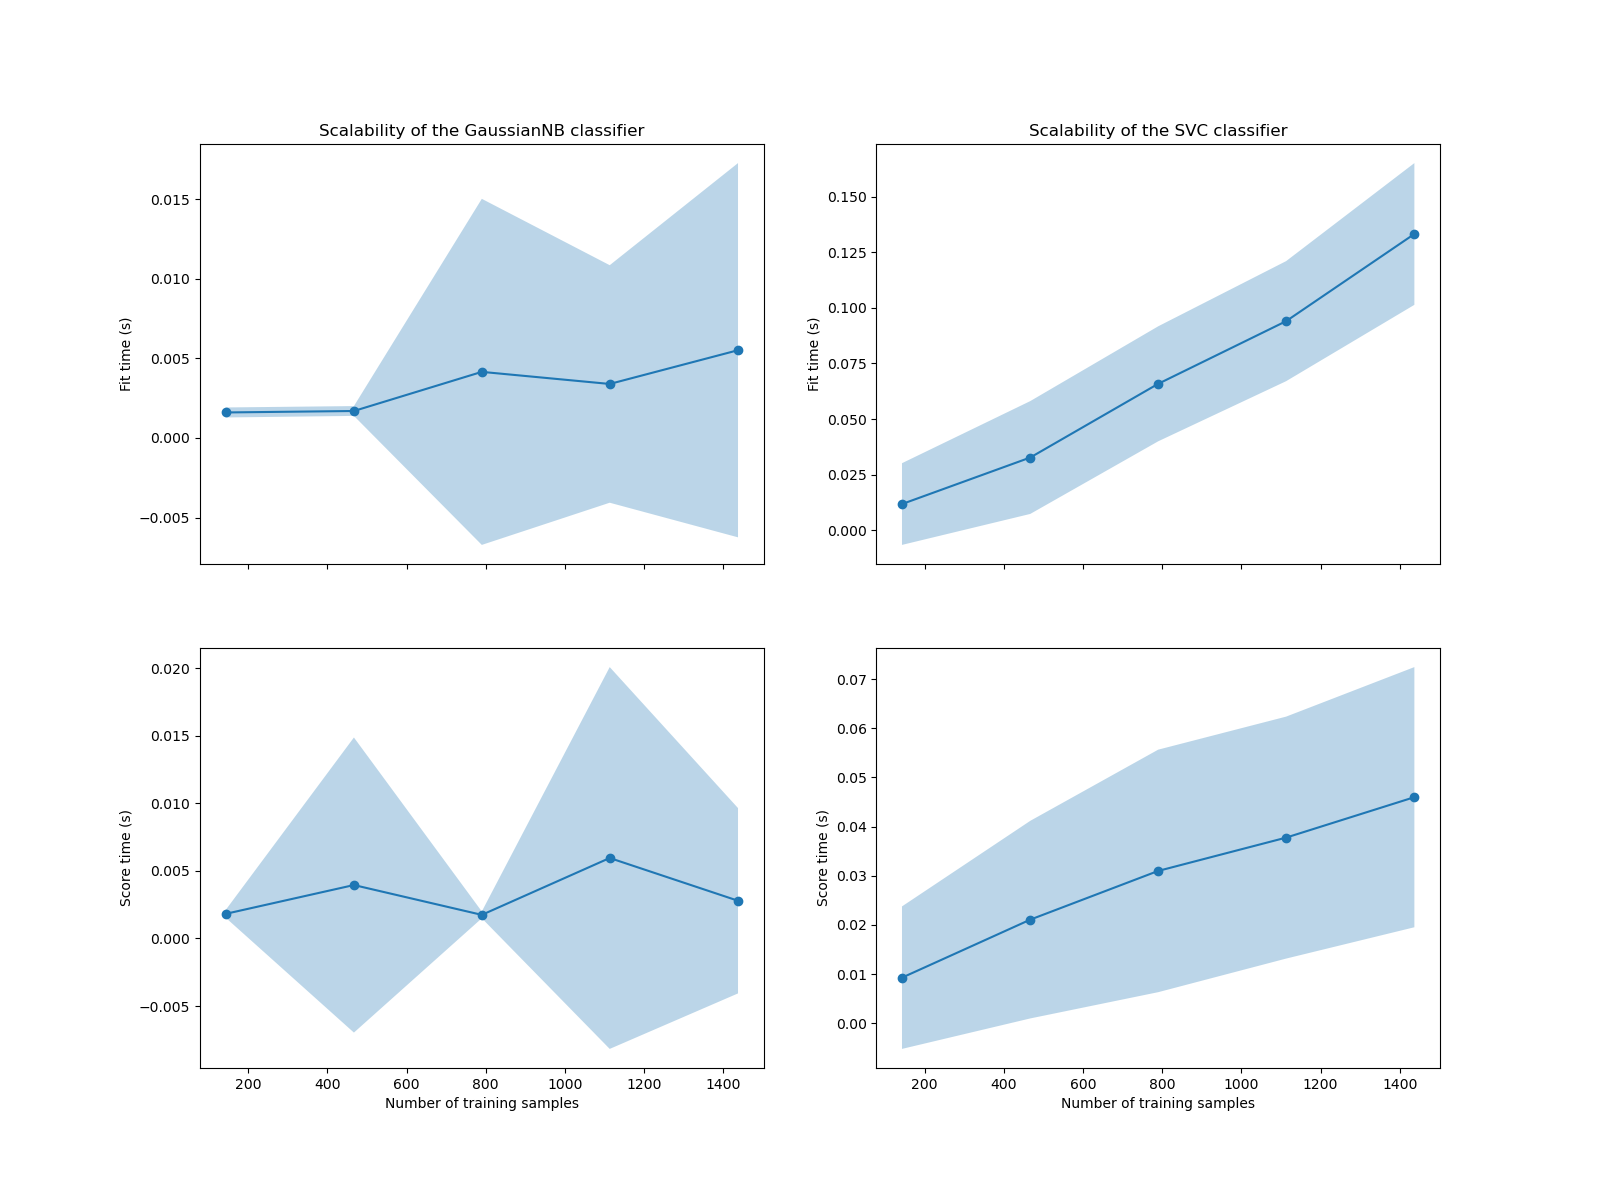 Scalability of the GaussianNB classifier
Fit time (s)
0.015
0.010
0.005
0.000
−0.005
Scalability of the SVC classifier
Fit time (s)
0.150
0.125
0.100
0.075
0.050
0.025
0.000
Score time (s)
0.020
0.015
0.010
0.005
0.000
−0.005
200 400 600 800 1000 1200 1400
Number of training samples
Score time (s)
0.07
0.06
0.05
0.04
0.03
0.02
0.01
0.00
200 400 600 800 1000 1200 1400
Number of training samples